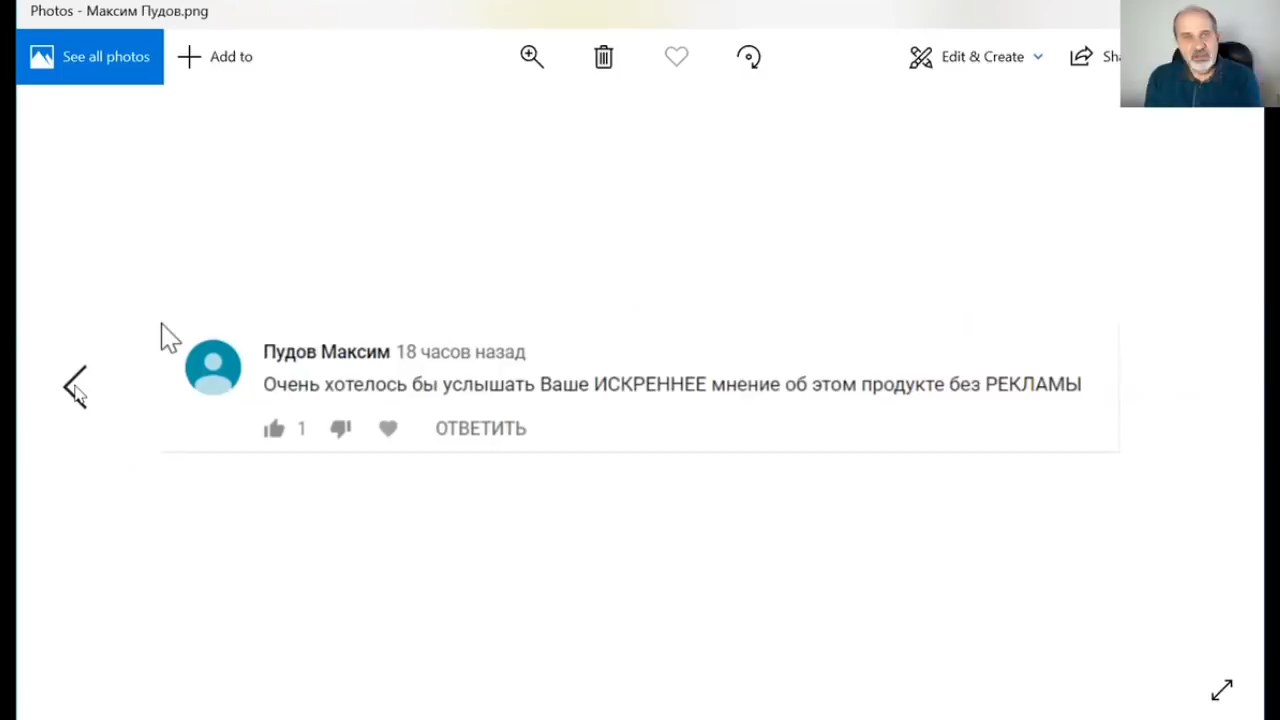 Photos - Максим Пудов.png
See all photos
Add to
Edit & Create
Пудов Максим 18 часов назад
Очень хотелось бы услышать Ваше ИСКРЕННЕЕ мнение об этом продукте без РЕКЛАМЫ
1
ОТВЕТИТЬ